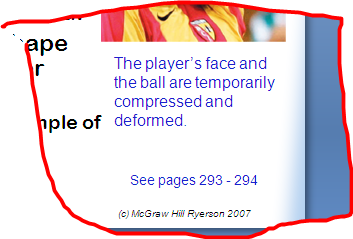 ape
r
The player's face and
the ball are temporarily
compressed and
mple of
deformed.
See pages 293 - 294
(c) McGraw Hill Ryerson 2007